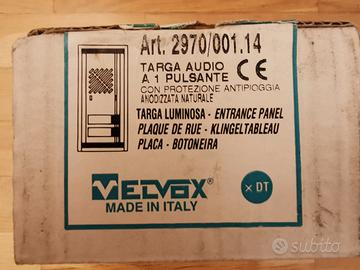 Art. 2970/001.14
TARGA AUDIO
A 1 PULSANTE CE
CON PROTEZIONE ANTIPIOGGIA
ANODIZZATA NATURALE
TARGA LUMINOSA - ENTRANCE PANEL
PLAQUE DE RUE - KLINGELTABLEAU
PLACA - BOTONEIRA
ELVOX
MADE IN ITALY
× DT
subito